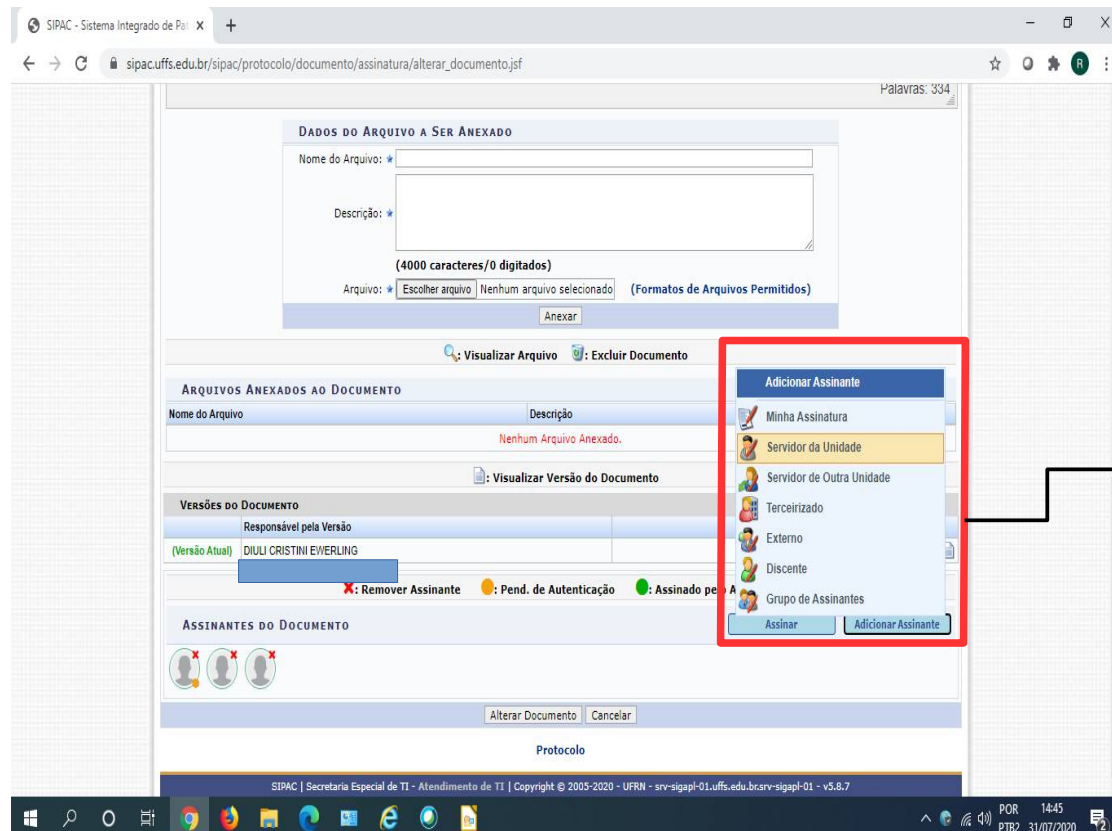 SIPAC - Sistema Integrado de Pat
sipac.uffs.edu.br/sipac/protocolo/documento/assinatura/alterar_documento.jsf
R
Palavras: 334
DADOS DO ARQUIVO A SER ANEXADO
Nome do Arquivo:
Descrição:
(4000 caracteres/0 digitados)
Arquivo: Escolher arquivo Nenhum arquivo selecionado (Formatos de Arquivos Permitidos)
Anexar
: Visualizar Arquivo : Excluir Documento
ARQUIVOS ANEXADOS AO DOCUMENTO
Nome do Arquivo Descrição
Nenhum Arquivo Anexado.
: Visualizar Versão do Documento
VERSÕES DO DOCUMENTO
Responsável pela Versão
(Versão Atual) DIULI CRISTINI EWERLING
: Remover Assinante : Pend. de Autenticação : Assinado pelo A
ASSINANTES DO DOCUMENTO
Adicionar Assinante
Minha Assinatura
Servidor da Unidade
Servidor de Outra Unidade
Terceirizado
Externo
Discente
Grupo de Assinantes
Assinar Adicionar Assinante
Alterar Documento Cancelar
Protocolo
SIPAC | Secretaria Especial de TI - Atendimento de TI | Copyright © 2005-2020 - UFRN - srv-sigapl-01.uffs.edu.br.srv-sigapl-01 - v5.8.7
POR 14:45
PTB2 31/07/2020
2